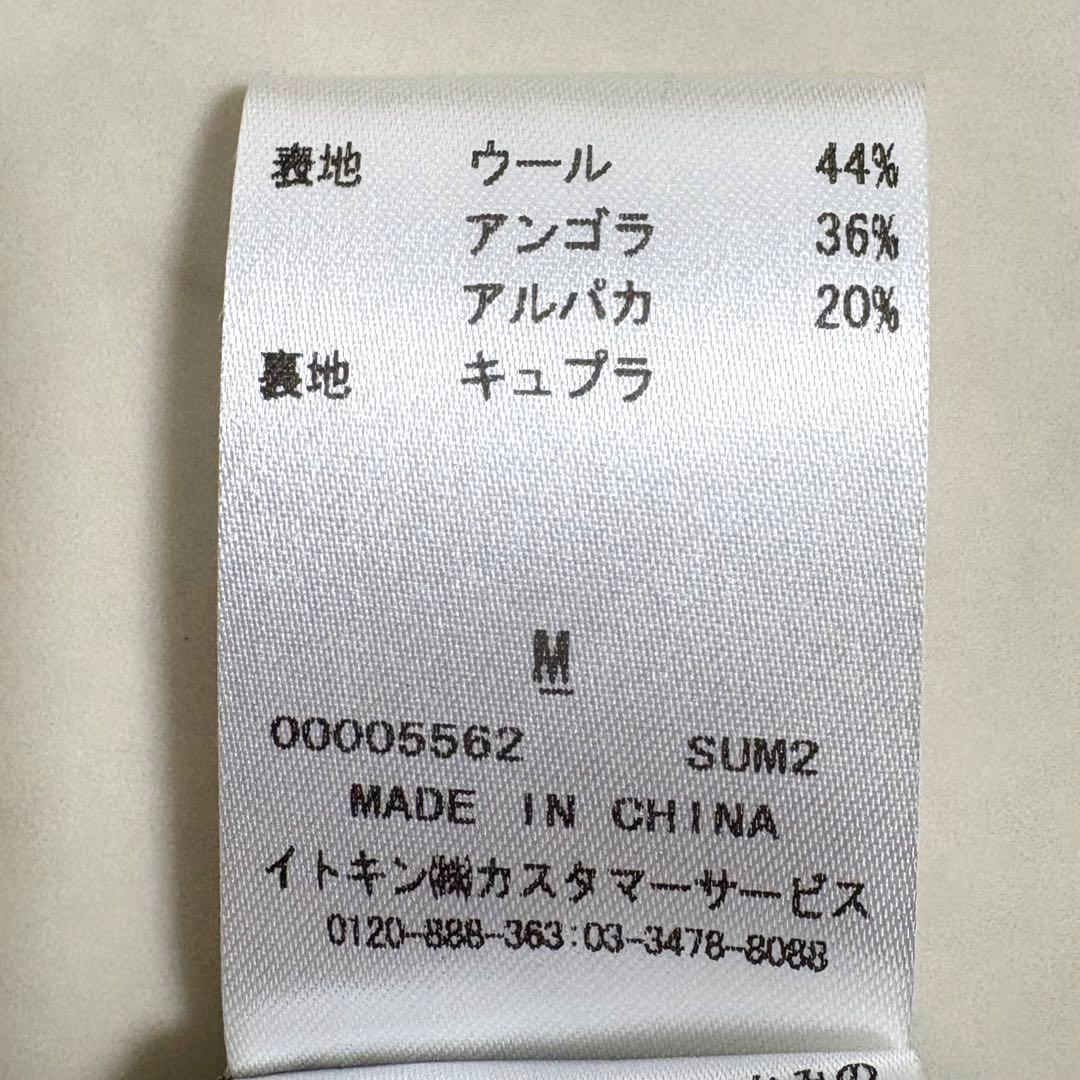 表地 ウール 44%
アンゴラ 36%
アルパカ 20%
裏地 キュプラ
M
00005562 SUM2
MADE IN CHINA
イトキン㈱カスタマーサービス
0120-888-363:03-3478-8088